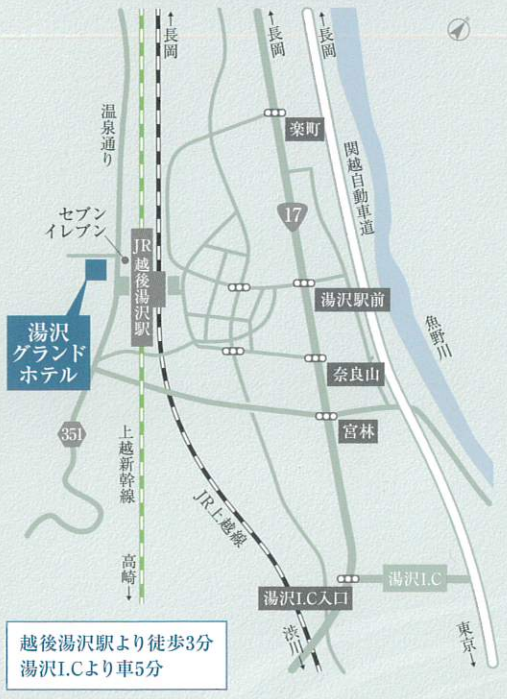 ←長岡
←長岡
←長岡
温泉通り
楽町
関越自動車道
セブン
イレブン
17
JR越後湯沢駅
湯沢駅前
湯沢
グランド
ホテル
魚野川
奈良山
宮林
351
上越新幹線
JR上越線
高崎→
湯沢I.C
湯沢I.C入口
渋川→
東京→
越後湯沢駅より徒歩3分
湯沢I.Cより車5分